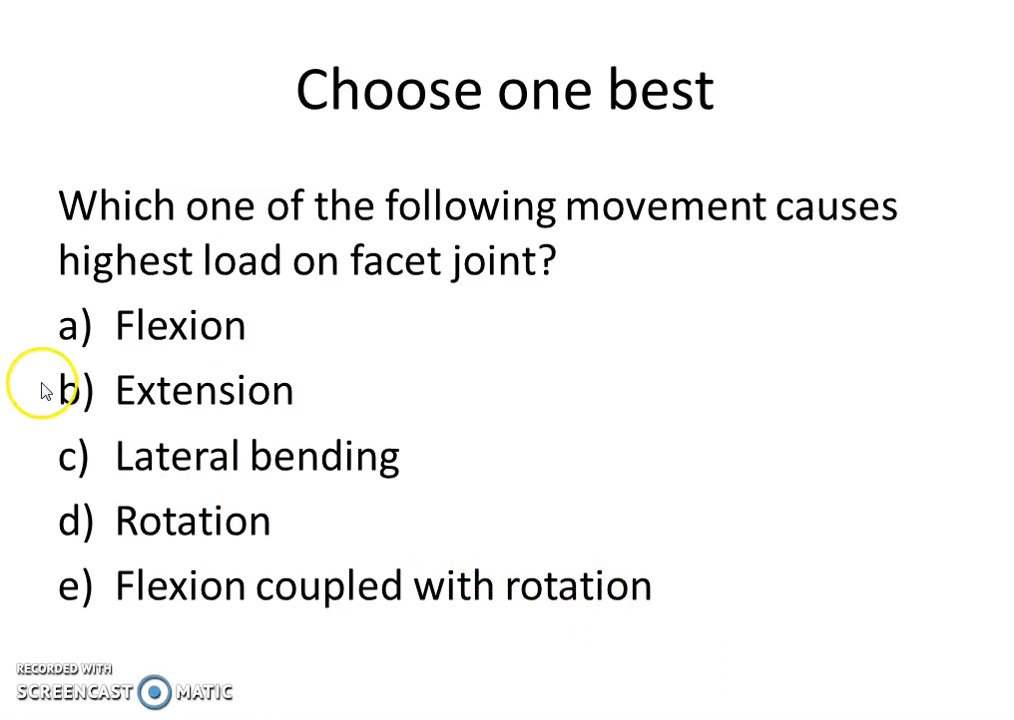 Choose one best
Which one of the following movement causes
highest load on facet joint?
a) Flexion
b) Extension
c) Lateral bending
d) Rotation
e) Flexion coupled with rotation
RECORDED WITH
SCREENCAST MATIC